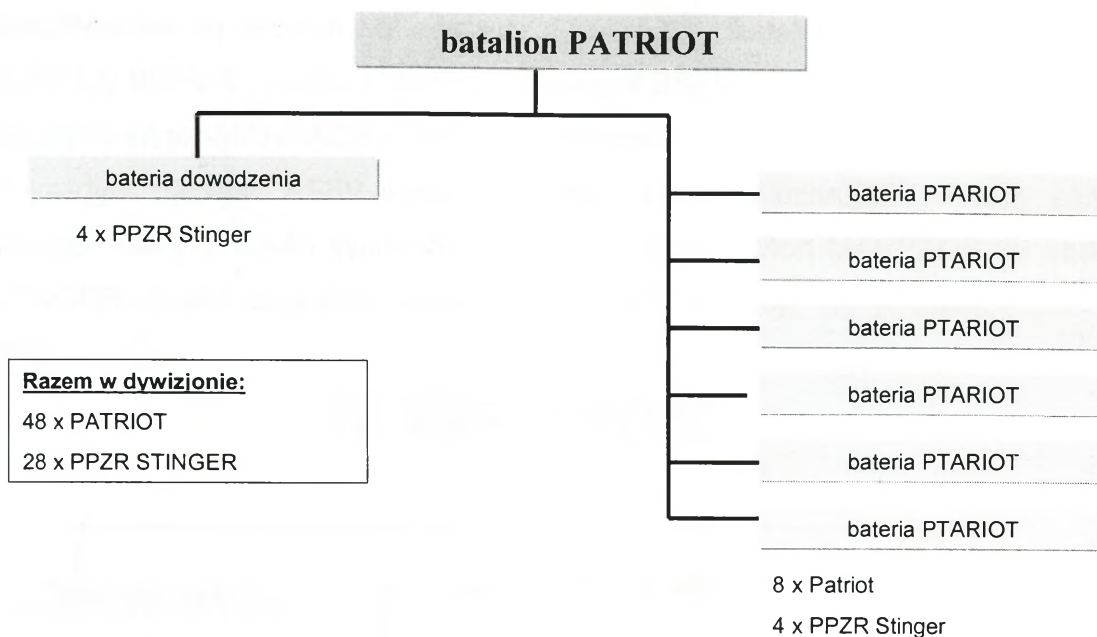 batalion PATRIOT
bateria dowodzenia
4 x PPZR Stinger
Razem w dywizjonie:
48 x PATRIOT
28 x PPZR STINGER
bateria PTARIOT
bateria PTARIOT
bateria PTARIOT
bateria PTARIOT
bateria PTARIOT
bateria PTARIOT
8 x Patriot
4 x PPZR Stinger